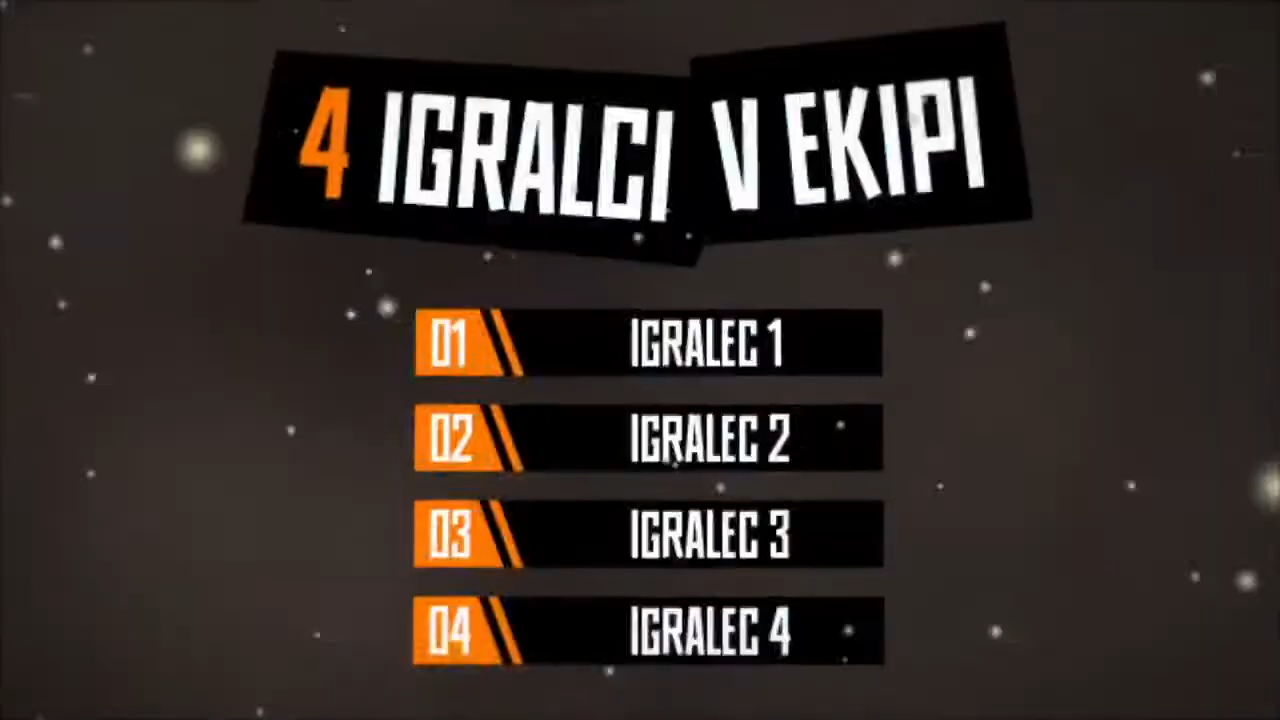 4 IGRALCI V EKIPI
01 IGRALEC 1
02 IGRALEC 2
03 IGRALEC 3
04 IGRALEC 4